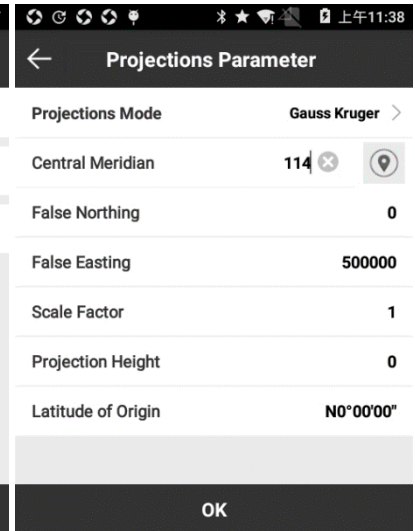 上午11:38
Projections Parameter
Projections Mode Gauss Kruger
Central Meridian 114
False Northing 0
False Easting 500000
Scale Factor 1
Projection Height 0
Latitude of Origin N0°00'00"
OK